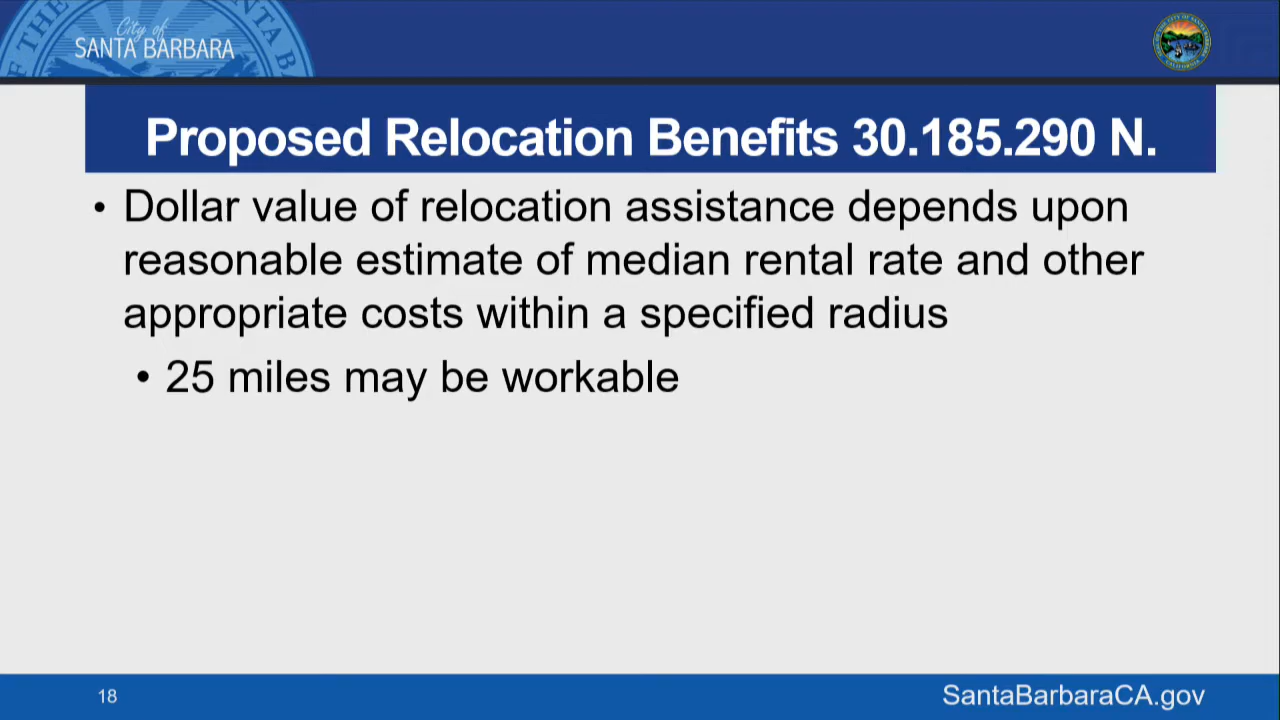 City of
SANTA BARBARA
Proposed Relocation Benefits 30.185.290 N.
• Dollar value of relocation assistance depends upon
reasonable estimate of median rental rate and other
appropriate costs within a specified radius
• 25 miles may be workable
18
SantaBarbaraCA.gov